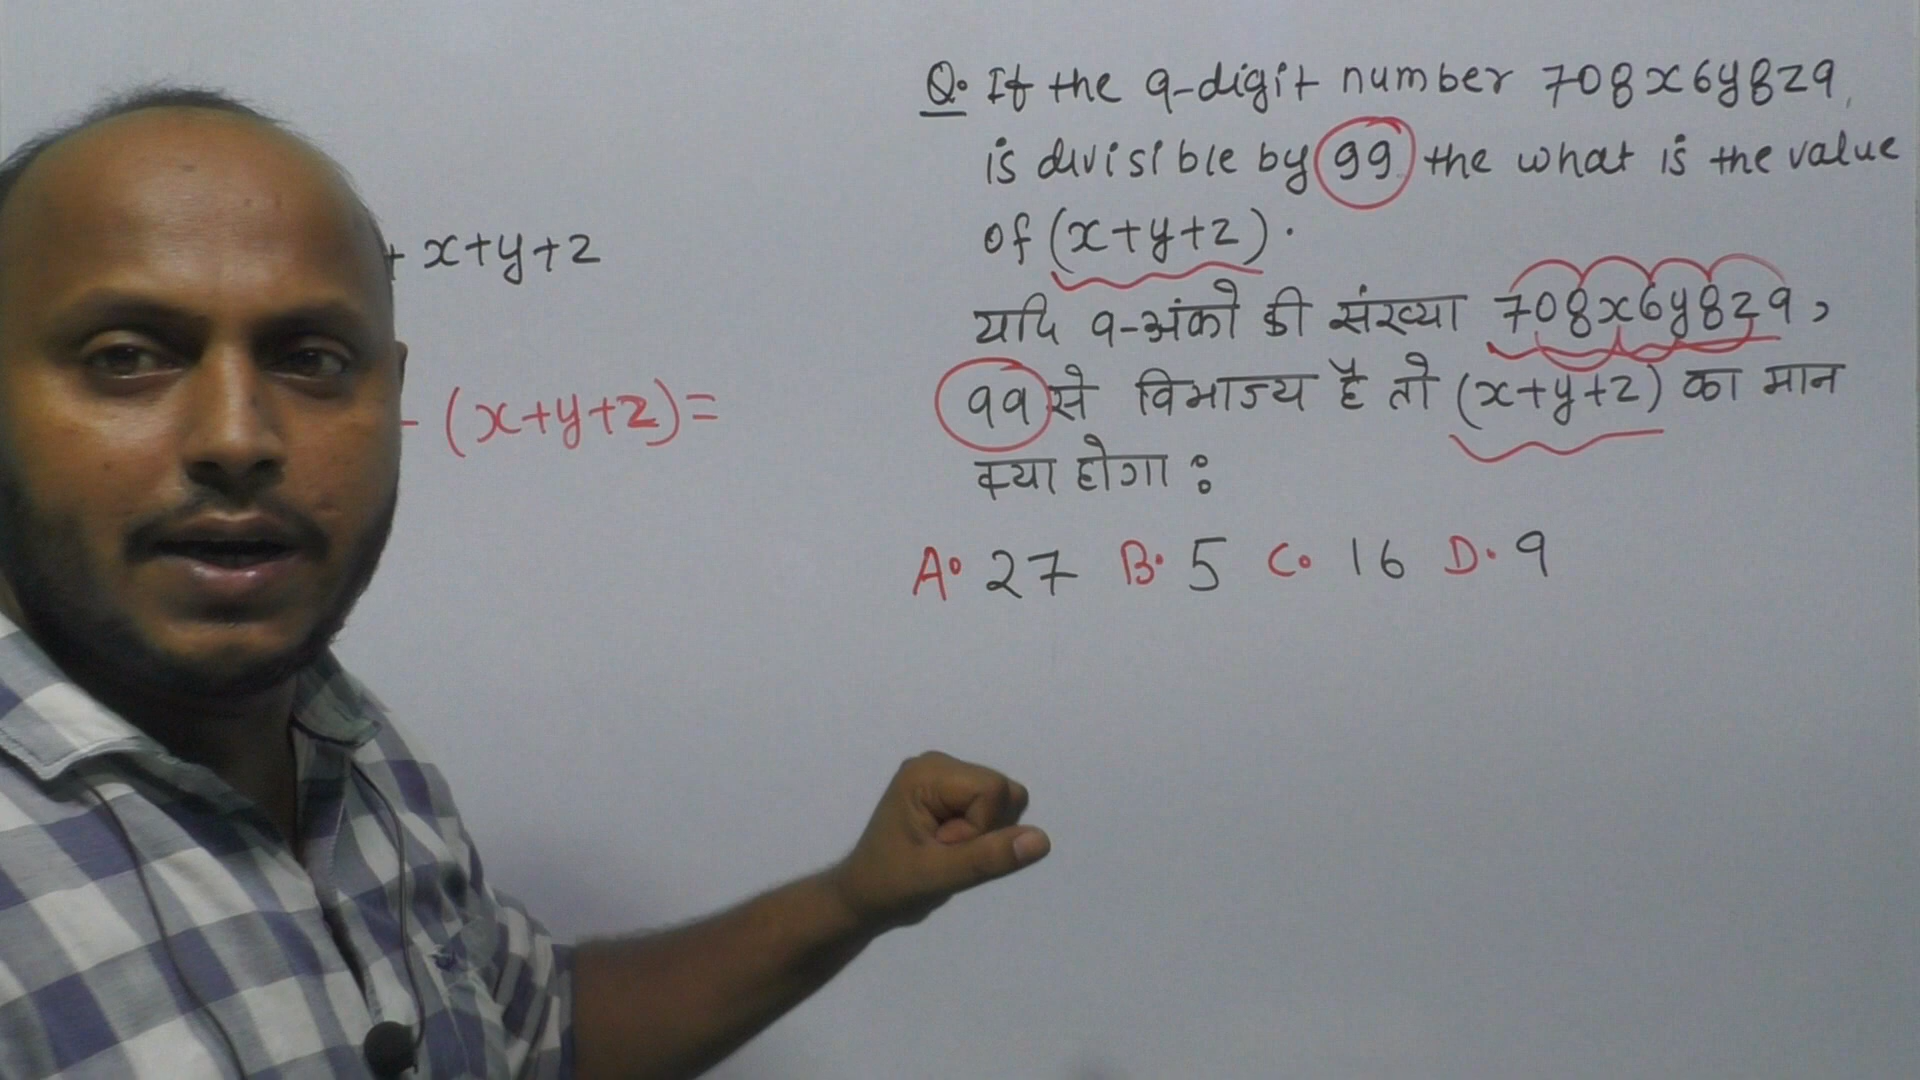 Q. If the 9-digit number 708x6y8z9,
is divisible by 99 the what is the value
of (x+y+z).
यदि 9-अंको की संख्या 708x6y8z9,
99 से विभाज्य है तो (x+y+z) का मान
क्या होगा :
A. 27 B. 5 C. 16 D. 9
+ x+y+z
- (x+y+z)=